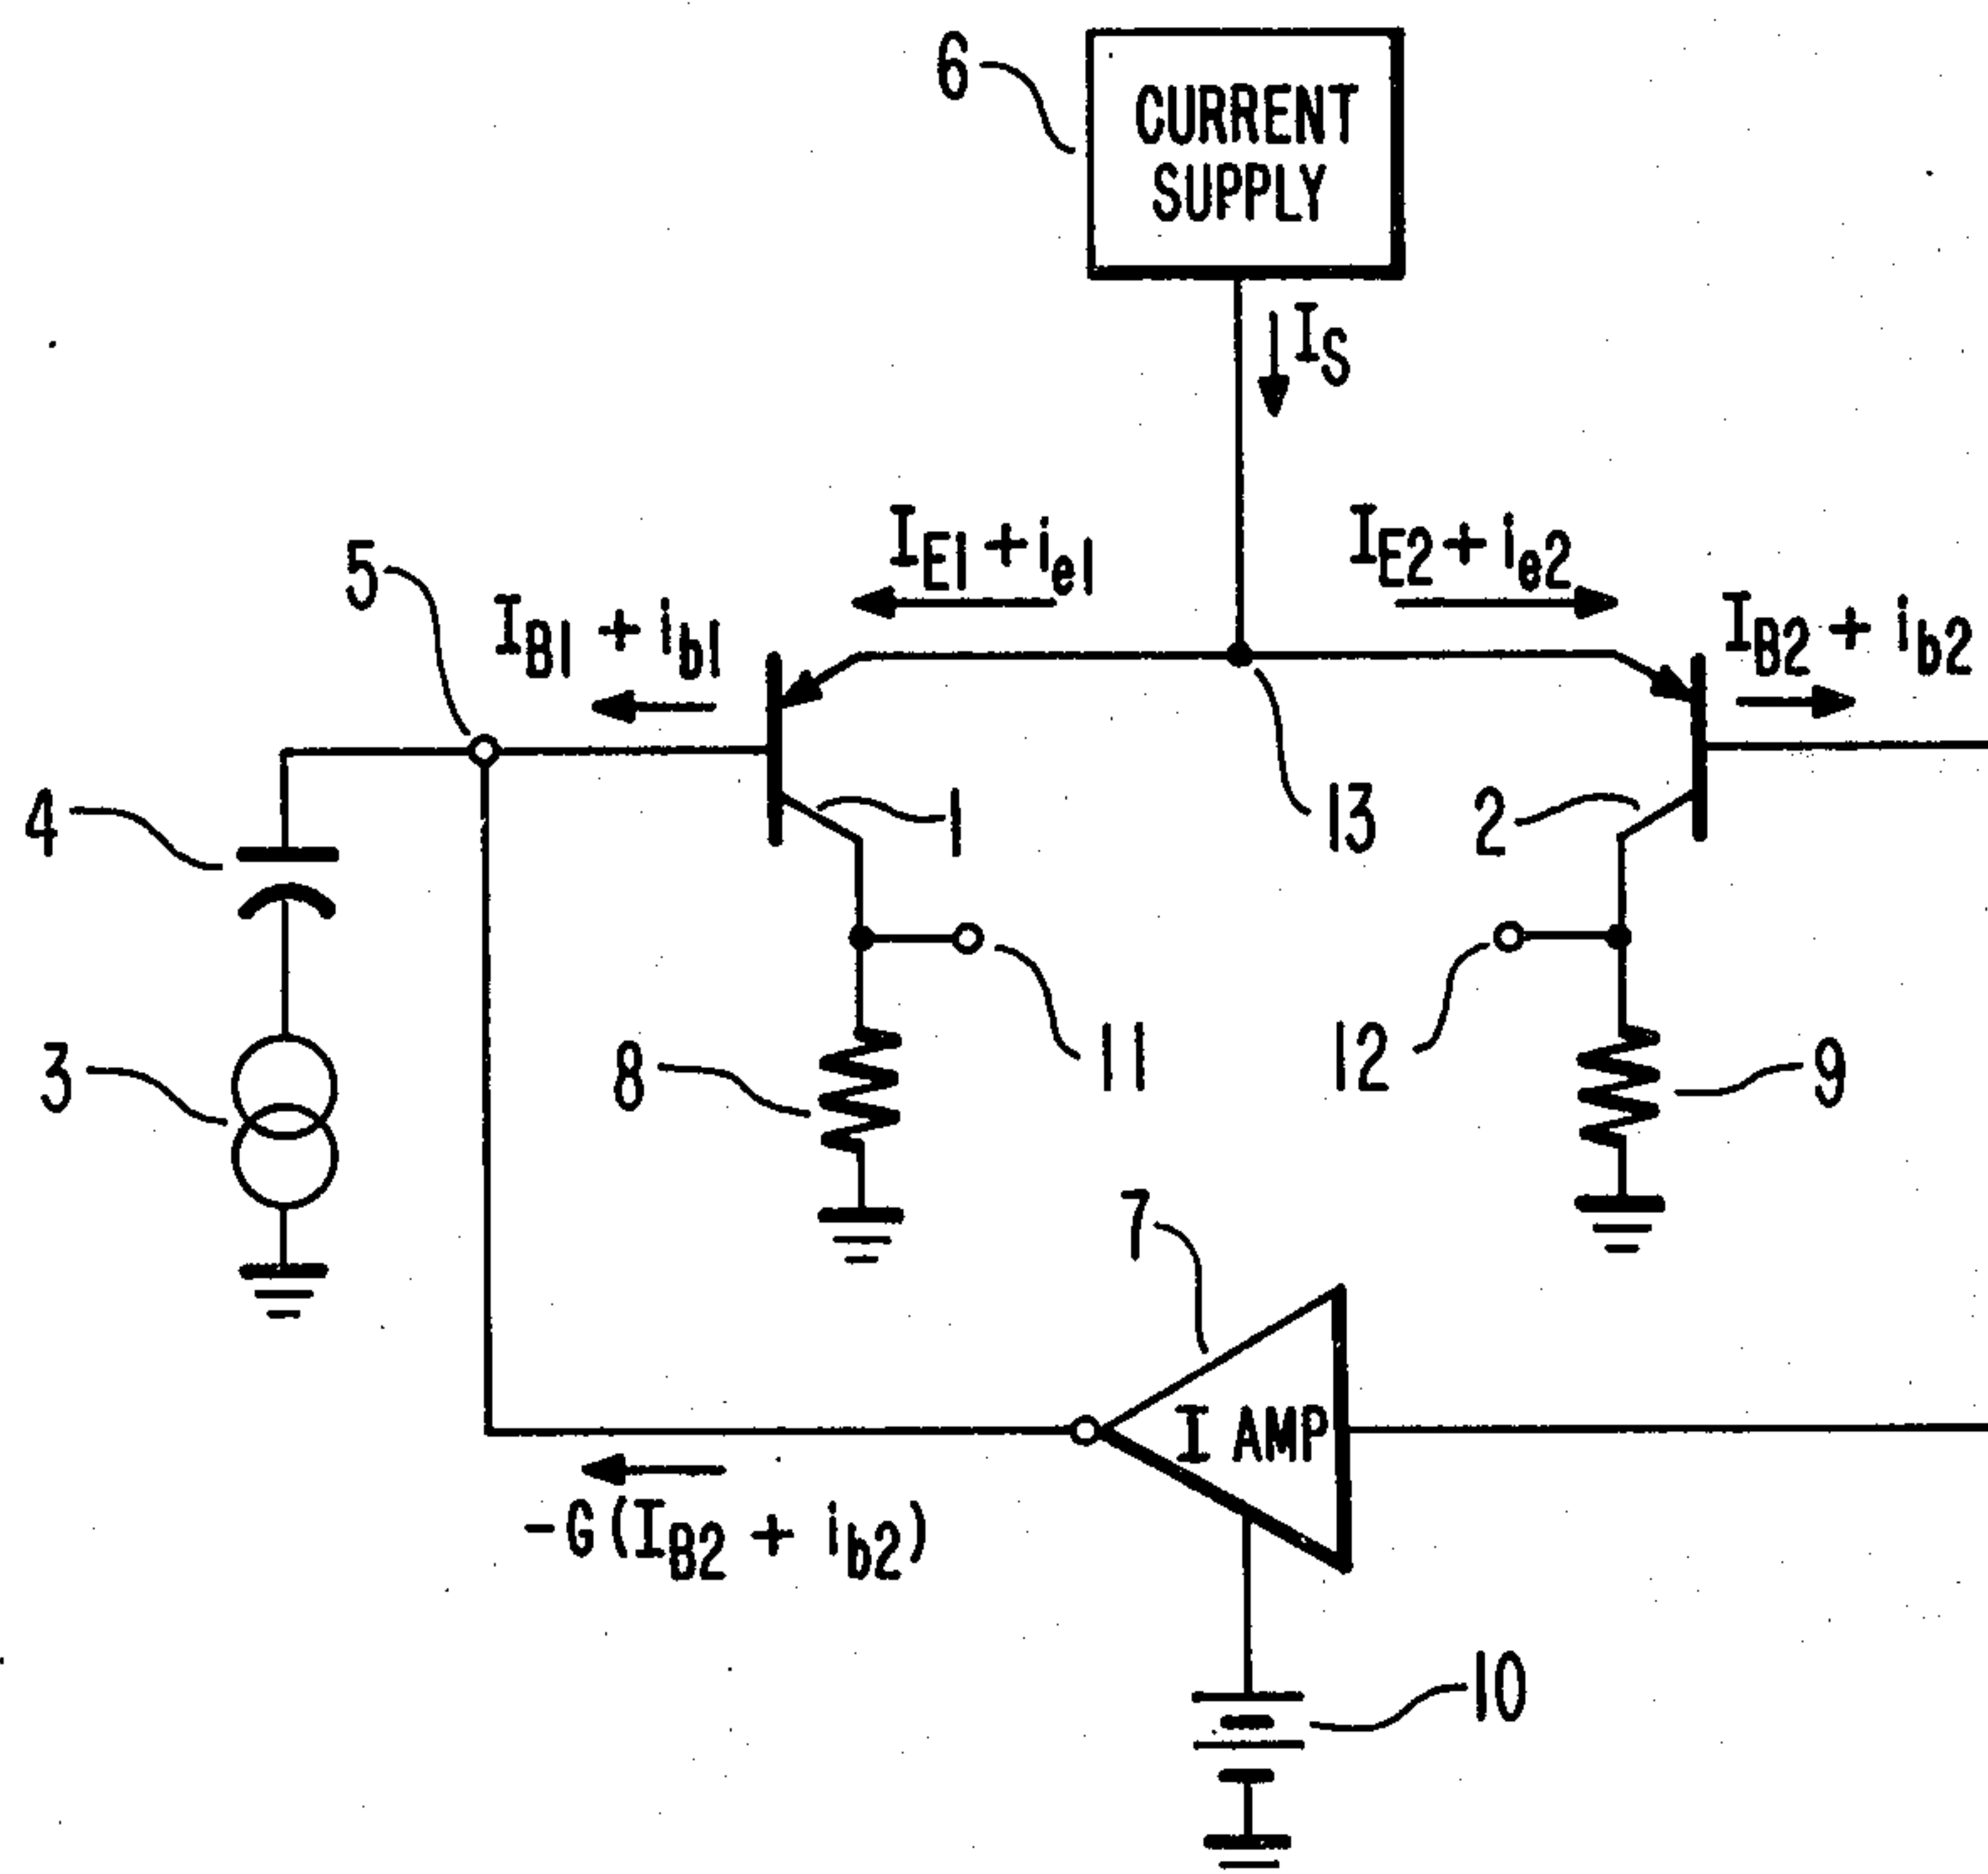 6
CURRENT
SUPPLY
IS
IE1 + ie1
IE2 + ie2
5
IB1 + ib1
IB2 + ib2
4
1
13
2
3
8
11
12
9
7
I AMP
-G(IB2 + ib2)
10